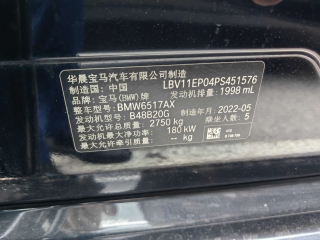 华晨宝马汽车有限公司制造
制造国：中国 LBV11EP04PS451576
品牌：宝马(BMW)牌 发动机排量：1998 mL
整车型号：BMW6517AX
发动机型号：B48B20G 制造年月：2022-05
最大允许总质量：2750 kg 乘坐人数：5
发动机最大净功率：180 kW
最大允许牵引质量：-- kg